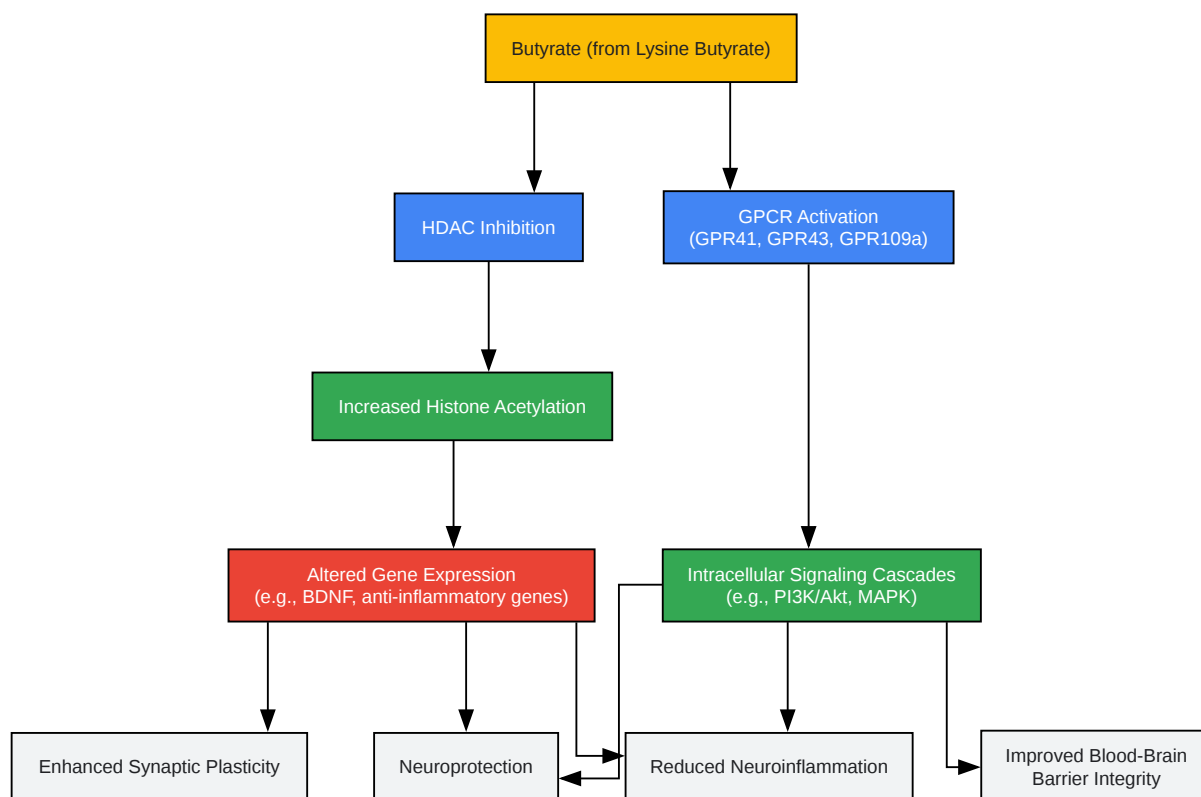 Butyrate (from Lysine Butyrate)
HDAC Inhibition
GPCR Activation
(GPR41, GPR43, GPR109a)
Increased Histone Acetylation
Altered Gene Expression
(e.g., BDNF, anti-inflammatory genes)
Intracellular Signaling Cascades
(e.g., PI3K/Akt, MAPK)
Enhanced Synaptic Plasticity
Neuroprotection
Reduced Neuroinflammation
Improved Blood-Brain
Barrier Integrity